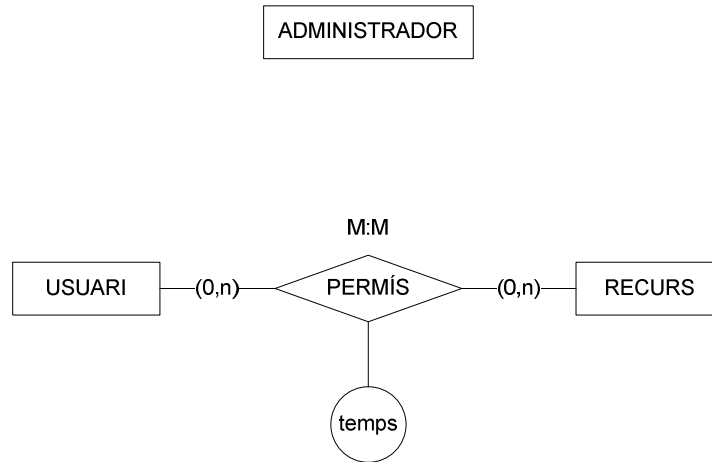 ADMINISTRADOR
M:M
USUARI (0,n) PERMÍS (0,n) RECURS
temps